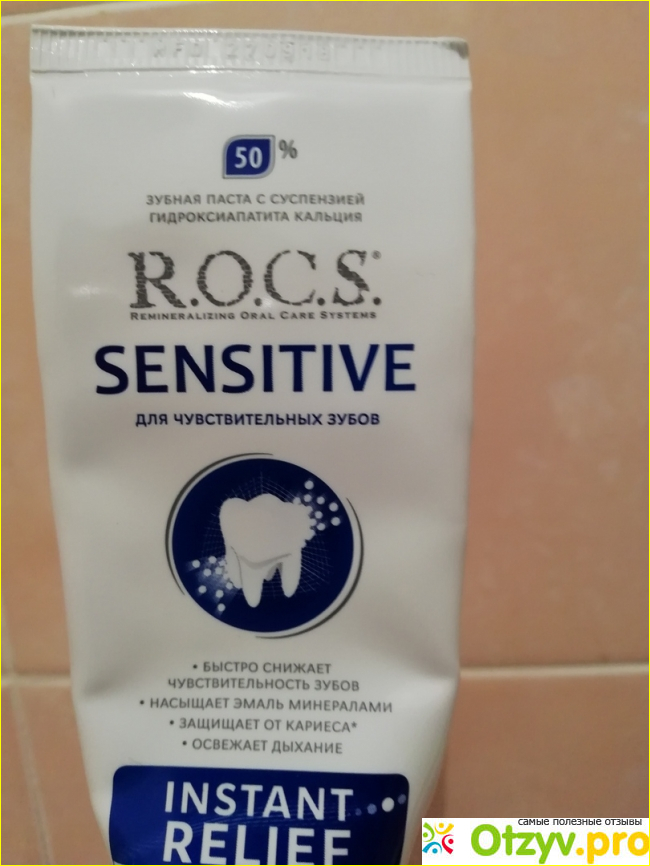 50 %
ЗУБНАЯ ПАСТА С СУСПЕНЗИЕЙ
ГИДРОКСИАПАТИТА КАЛЬЦИЯ
R.O.C.S.®
REMINERALIZING ORAL CARE SYSTEMS
SENSITIVE
ДЛЯ ЧУВСТВИТЕЛЬНЫХ ЗУБОВ
• БЫСТРО СНИЖАЕТ
ЧУВСТВИТЕЛЬНОСТЬ ЗУБОВ
• НАСЫЩАЕТ ЭМАЛЬ МИНЕРАЛАМИ
• ЗАЩИЩАЕТ ОТ КАРИЕСА*
• ОСВЕЖАЕТ ДЫХАНИЕ
INSTANT
RELIEF
самые полезные отзывы
Otzyv.pro